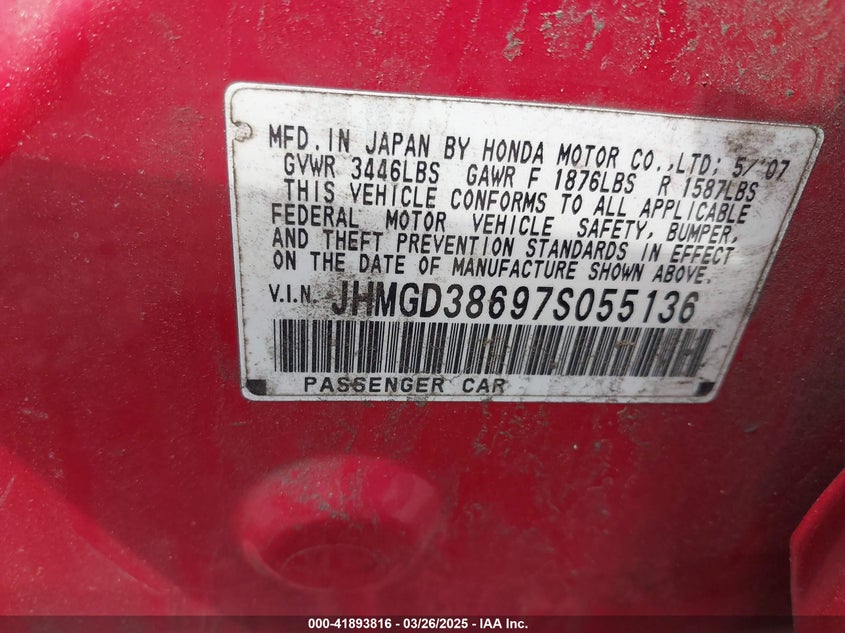 MFD. IN JAPAN BY HONDA MOTOR CO.,LTD; 5/'07
GVWR 3446LBS GAWR F 1876LBS R 1587LBS
THIS VEHICLE CONFORMS TO ALL APPLICABLE
FEDERAL MOTOR VEHICLE SAFETY, BUMPER,
AND THEFT PREVENTION STANDARDS IN EFFECT
ON THE DATE OF MANUFACTURE SHOWN ABOVE.
V.I.N. JHMGD38697S055136
PASSENGER CAR
000-41893816 - 03/26/2025 - IAA Inc.